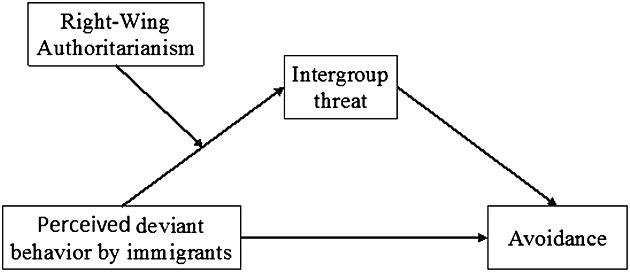 Right-Wing
Authoritarianism
Intergroup
threat
Perceived deviant
behavior by immigrants
Avoidance